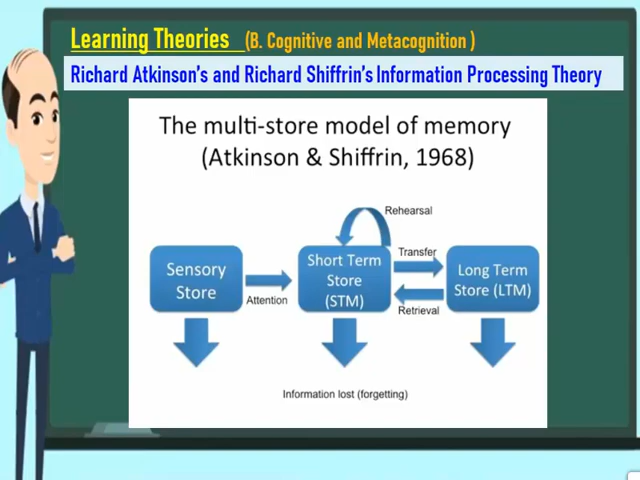 Learning Theories (B. Cognitive and Metacognition )
Richard Atkinson's and Richard Shiffrin's Information Processing Theory
The multi-store model of memory
(Atkinson & Shiffrin, 1968)
Rehearsal
Sensory
Store
Attention
Short Term
Store
(STM)
Transfer
Retrieval
Long Term
Store (LTM)
Information lost (forgetting)